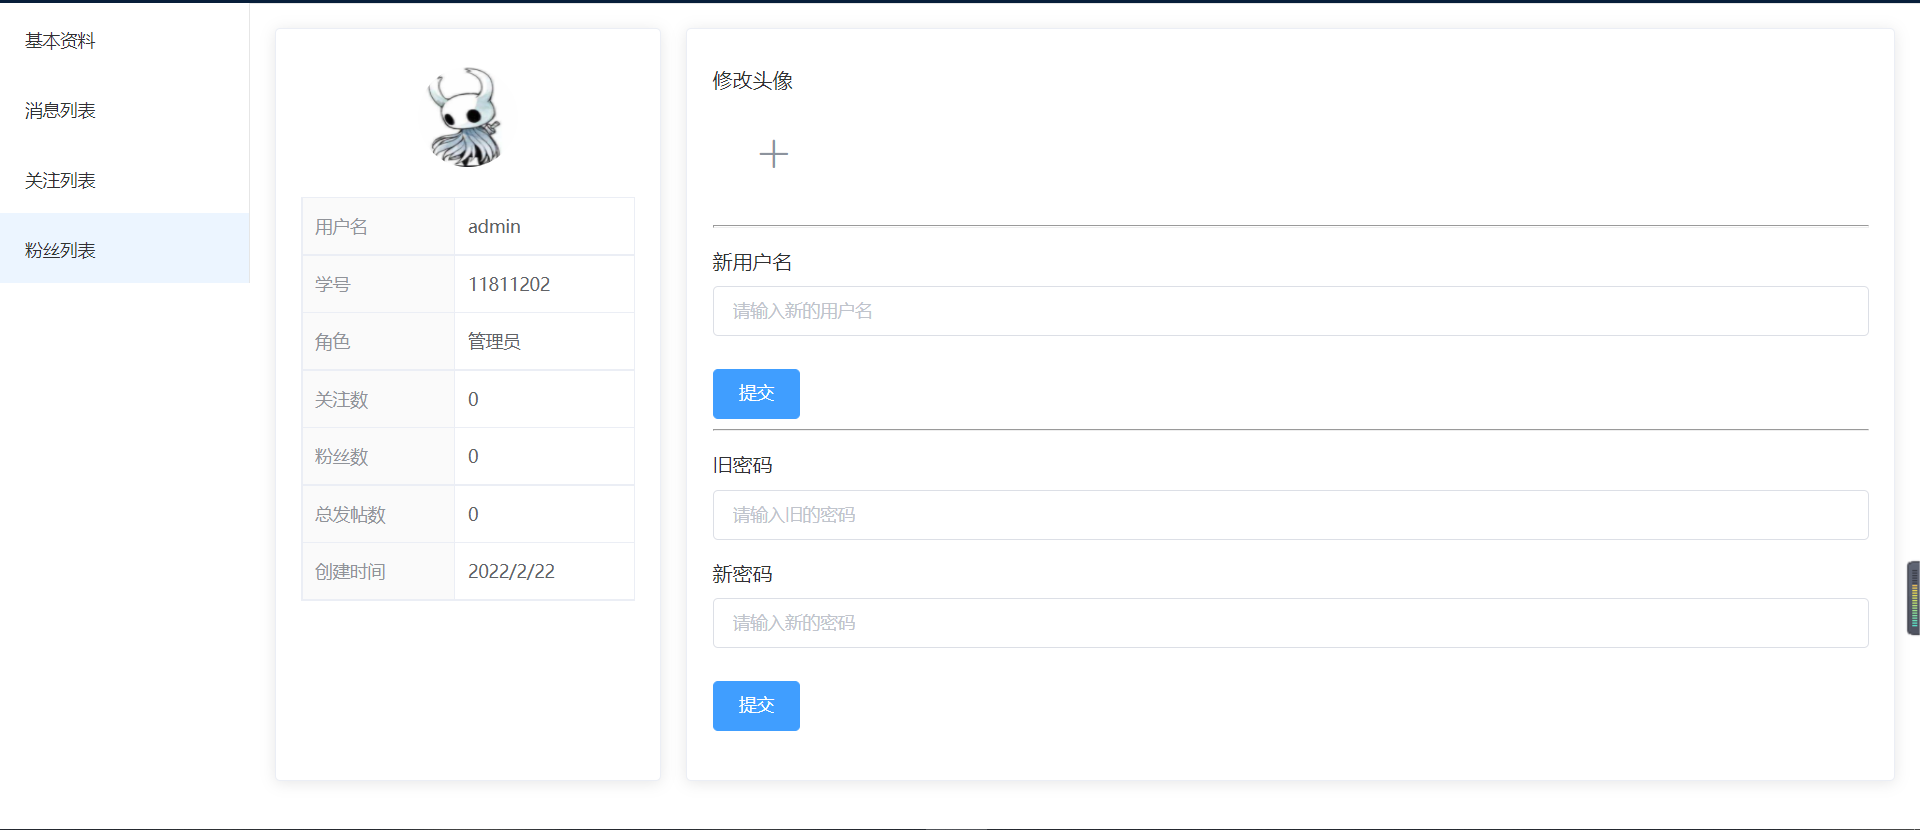 基本资料
消息列表
关注列表
粉丝列表
用户名 admin
学号 11811202
角色 管理员
关注数 0
粉丝数 0
总发帖数 0
创建时间 2022/2/22
修改头像
新用户名
请输入新的用户名
提交
旧密码
请输入旧的密码
新密码
请输入新的密码
提交